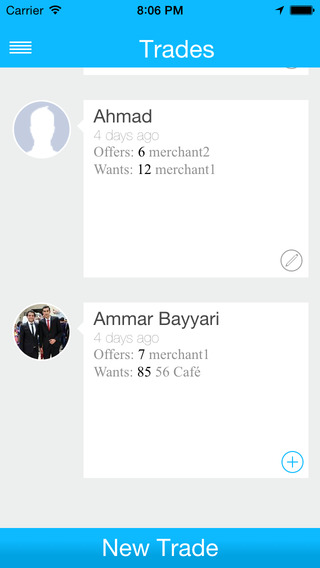 Carrier 8:06 PM
Trades
Ahmad
4 days ago
Offers: 6 merchant2
Wants: 12 merchant1
Ammar Bayyari
4 days ago
Offers: 7 merchant1
Wants: 85 56 Café
New Trade